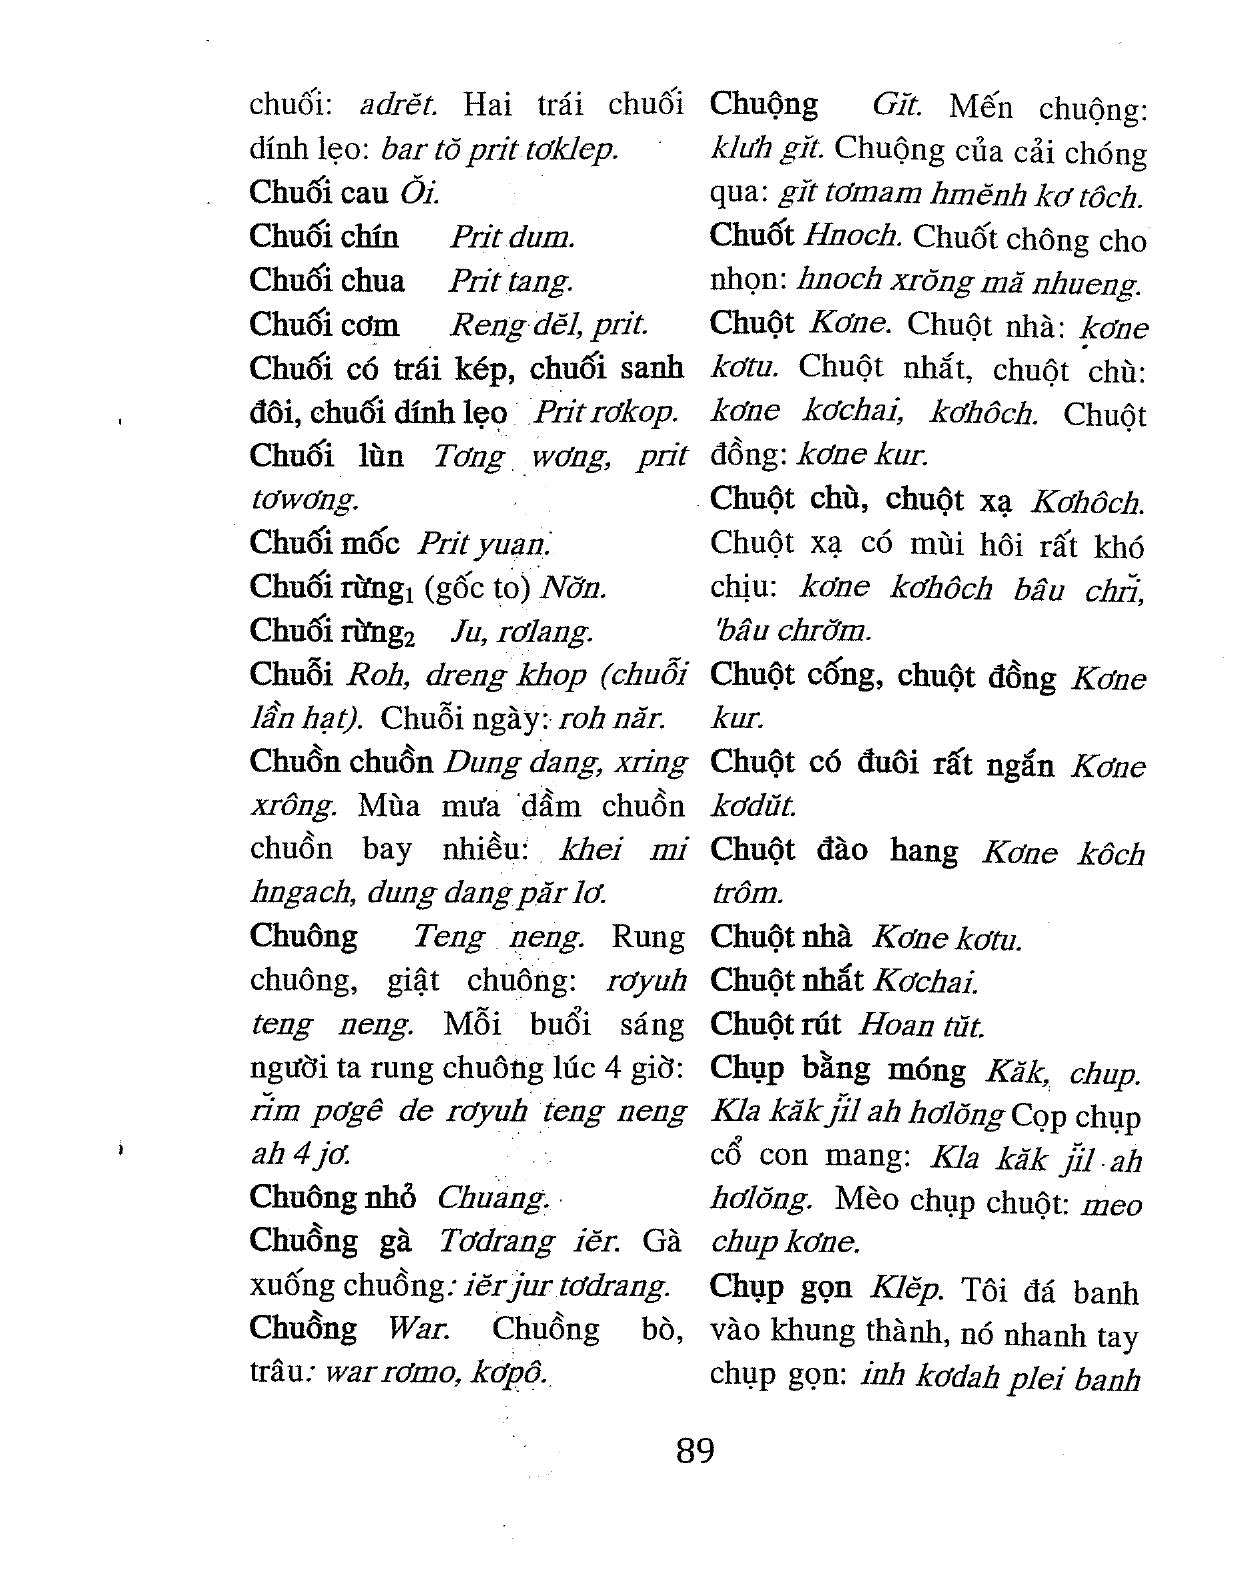 chuối: adrĕt. Hai trái chuối
dính lẹo: bar tŏ prit tơklep.
Chuối cau Ŏi.
Chuối chín Prit dum.
Chuối chua Prit tang.
Chuối cơm Reng dĕl, prit.
Chuối có trái kép, chuối sanh
đôi, chuối dính lẹo Prit rơkop.
Chuối lùn Tơng wơng, prit
tơwơng.
Chuối mốc Prit yuan.
Chuối rừng₁ (gốc to) Nơ̆n.
Chuối rừng₂ Ju, rơlang.
Chuỗi Roh, dreng khop (chuỗi
lần hạt). Chuỗi ngày: roh năr.
Chuồn chuồn Dung dang, xring
xrông. Mùa mưa dầm chuồn
chuồn bay nhiều: khei mi
hngach, dung dang păr lơ.
Chuông Teng neng. Rung
chuông, giật chuông: rơyuh
teng neng. Mỗi buổi sáng
người ta rung chuông lúc 4 giờ:
rĭm pơgê de rơyuh teng neng
ah 4 jơ.
Chuông nhỏ Chuang.
Chuồng gà Tơdrang iĕr. Gà
xuống chuồng: iĕr jur tơdrang.
Chuồng War. Chuồng bò,
trâu: war rơmo, kơpô.
Chuộng Gĭt. Mến chuộng:
klưh gĭt. Chuộng của cải chóng
qua: gĭt tơmam hmĕnh kơ tôch.
Chuốt Hnoch. Chuốt chông cho
nhọn: hnoch xrŏng mă nhueng.
Chuột Kơne. Chuột nhà: kơne
kơtu. Chuột nhắt, chuột chù:
kơne kơchai, kơhôch. Chuột
đồng: kơne kur.
Chuột chù, chuột xạ Kơhôch.
Chuột xạ có mùi hôi rất khó
chịu: kơne kơhôch bâu chrĭ,
'bâu chrơ̆m.
Chuột cống, chuột đồng Kơne
kur.
Chuột có đuôi rất ngắn Kơne
kơdŭt.
Chuột đào hang Kơne kôch
trôm.
Chuột nhà Kơne kơtu.
Chuột nhắt Kơchai.
Chuột rút Hoan tŭt.
Chụp bằng móng Kăk, chup.
Kla kăk jĭl ah hơlŏng Cọp chụp
cổ con mang: Kla kăk jĭl ah
hơlŏng. Mèo chụp chuột: meo
chup kơne.
Chụp gọn Klĕp. Tôi đá banh
vào khung thành, nó nhanh tay
chụp gọn: inh kơdah plei banh
89